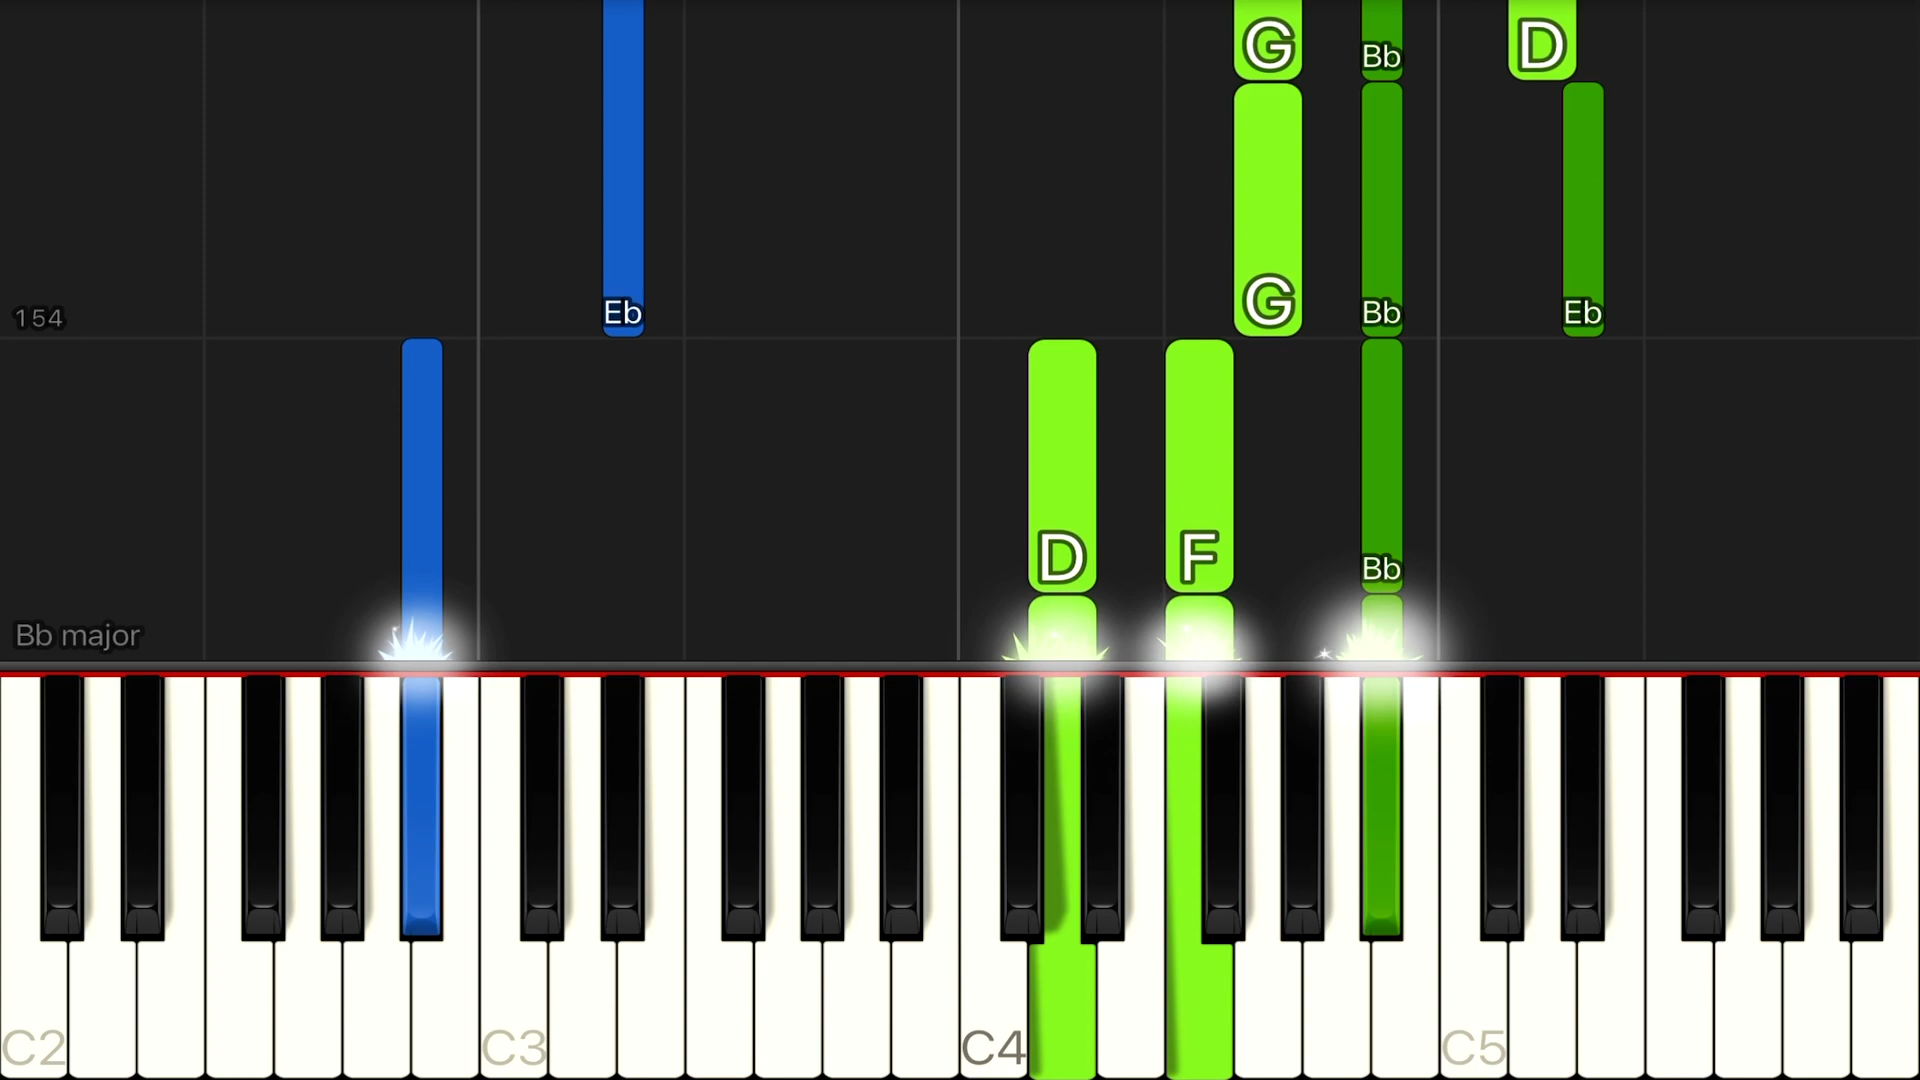 G Bb D
154 Eb G Bb Eb
D F Bb
Bb major
C2 C3 C4 C5